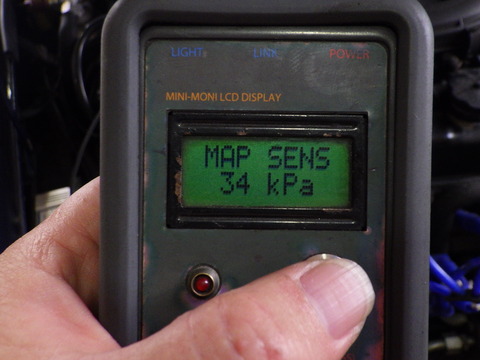 LIGHT LINK POWER
MINI-MONI LCD DISPLAY
MAP SENS
34 kPa